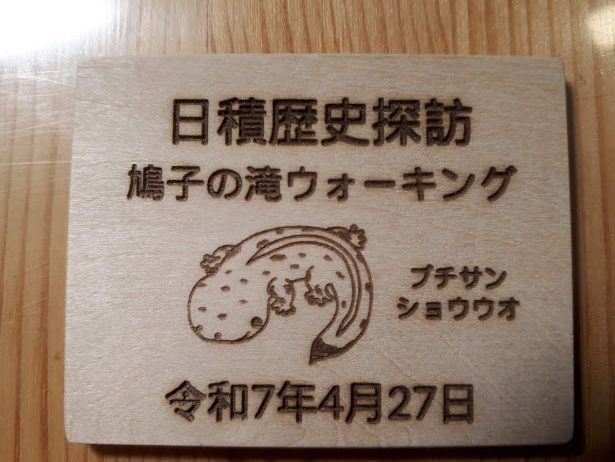 日積歴史探訪
鳩子の滝ウォーキング
ブチサン
ショウウオ
令和7年4月27日